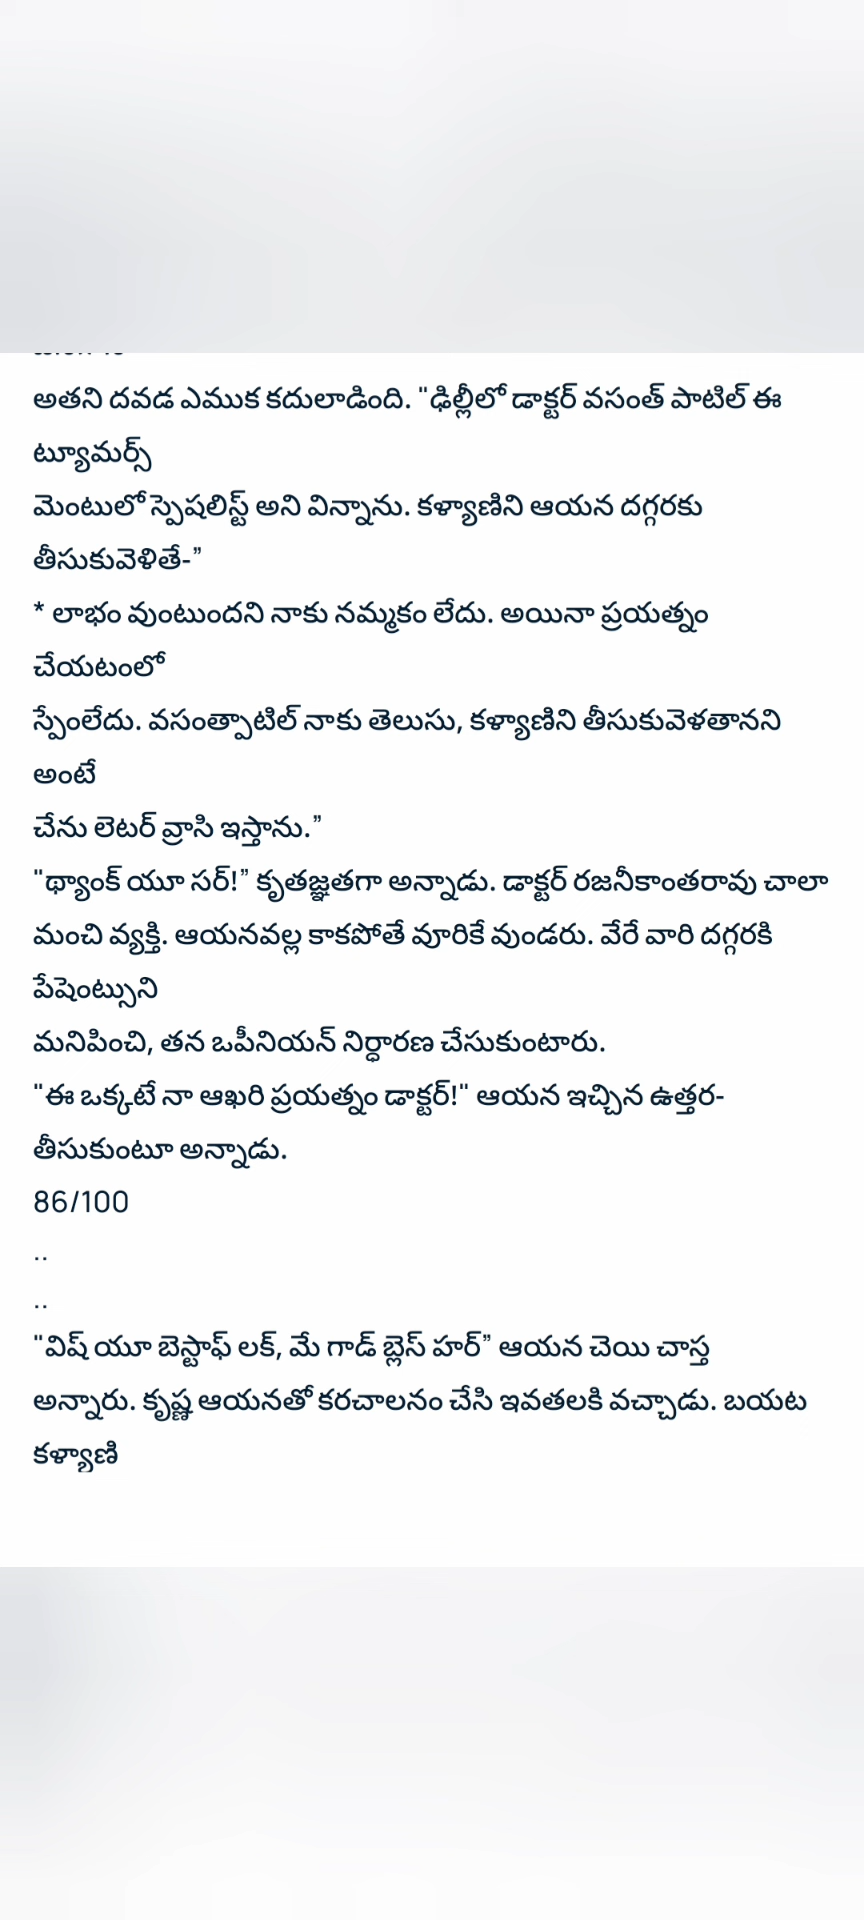 అతని దవడ ఎముక కదులాడింది. "ఢిల్లీలో డాక్టర్ వసంత్ పాటిల్ ఈ
ట్యూమర్స్
మెంటులో స్పెషలిస్ట్ అని విన్నాను. కళ్యాణిని ఆయన దగ్గరకు
తీసుకువెళితే-”
* లాభం వుంటుందని నాకు నమ్మకం లేదు. అయినా ప్రయత్నం
చేయటంలో
స్పేంలేదు. వసంత్పాటిల్ నాకు తెలుసు, కళ్యాణిని తీసుకువెళతానని
అంటే
చేను లెటర్ వ్రాసి ఇస్తాను.”
"థ్యాంక్ యూ సర్!” కృతజ్ఞతగా అన్నాడు. డాక్టర్ రజనీకాంతరావు చాలా
మంచి వ్యక్తి. ఆయనవల్ల కాకపోతే వూరికే వుండరు. వేరే వారి దగ్గరకి
పేషెంట్సుని
మనిపించి, తన ఒపీనియన్ నిర్ధారణ చేసుకుంటారు.
"ఈ ఒక్కటే నా ఆఖరి ప్రయత్నం డాక్టర్!" ఆయన ఇచ్చిన ఉత్తర-
తీసుకుంటూ అన్నాడు.
86/100
..
..
"విష్ యూ బెస్టాఫ్ లక్, మే గాడ్ బ్లెస్ హర్” ఆయన చెయి చాస్త
అన్నారు. కృష్ణ ఆయనతో కరచాలనం చేసి ఇవతలకి వచ్చాడు. బయట
కళ్యాణి